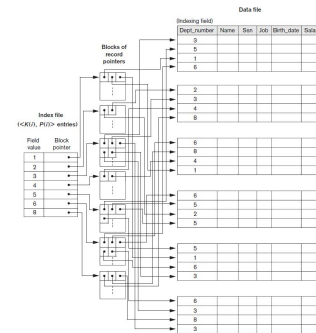 Data file
(Indexing field)
Dept_number Name Ssn Job Birth_date
3
5
1
6
2
3
4
8
6
8
4
1
6
5
2
5
5
1
6
3
6
3
8
3
Blocks of
record
pointers
Index file
(<K(i), P(i)> entries)
Field
value
Block
pointer
1
2
3
4
5
6
8